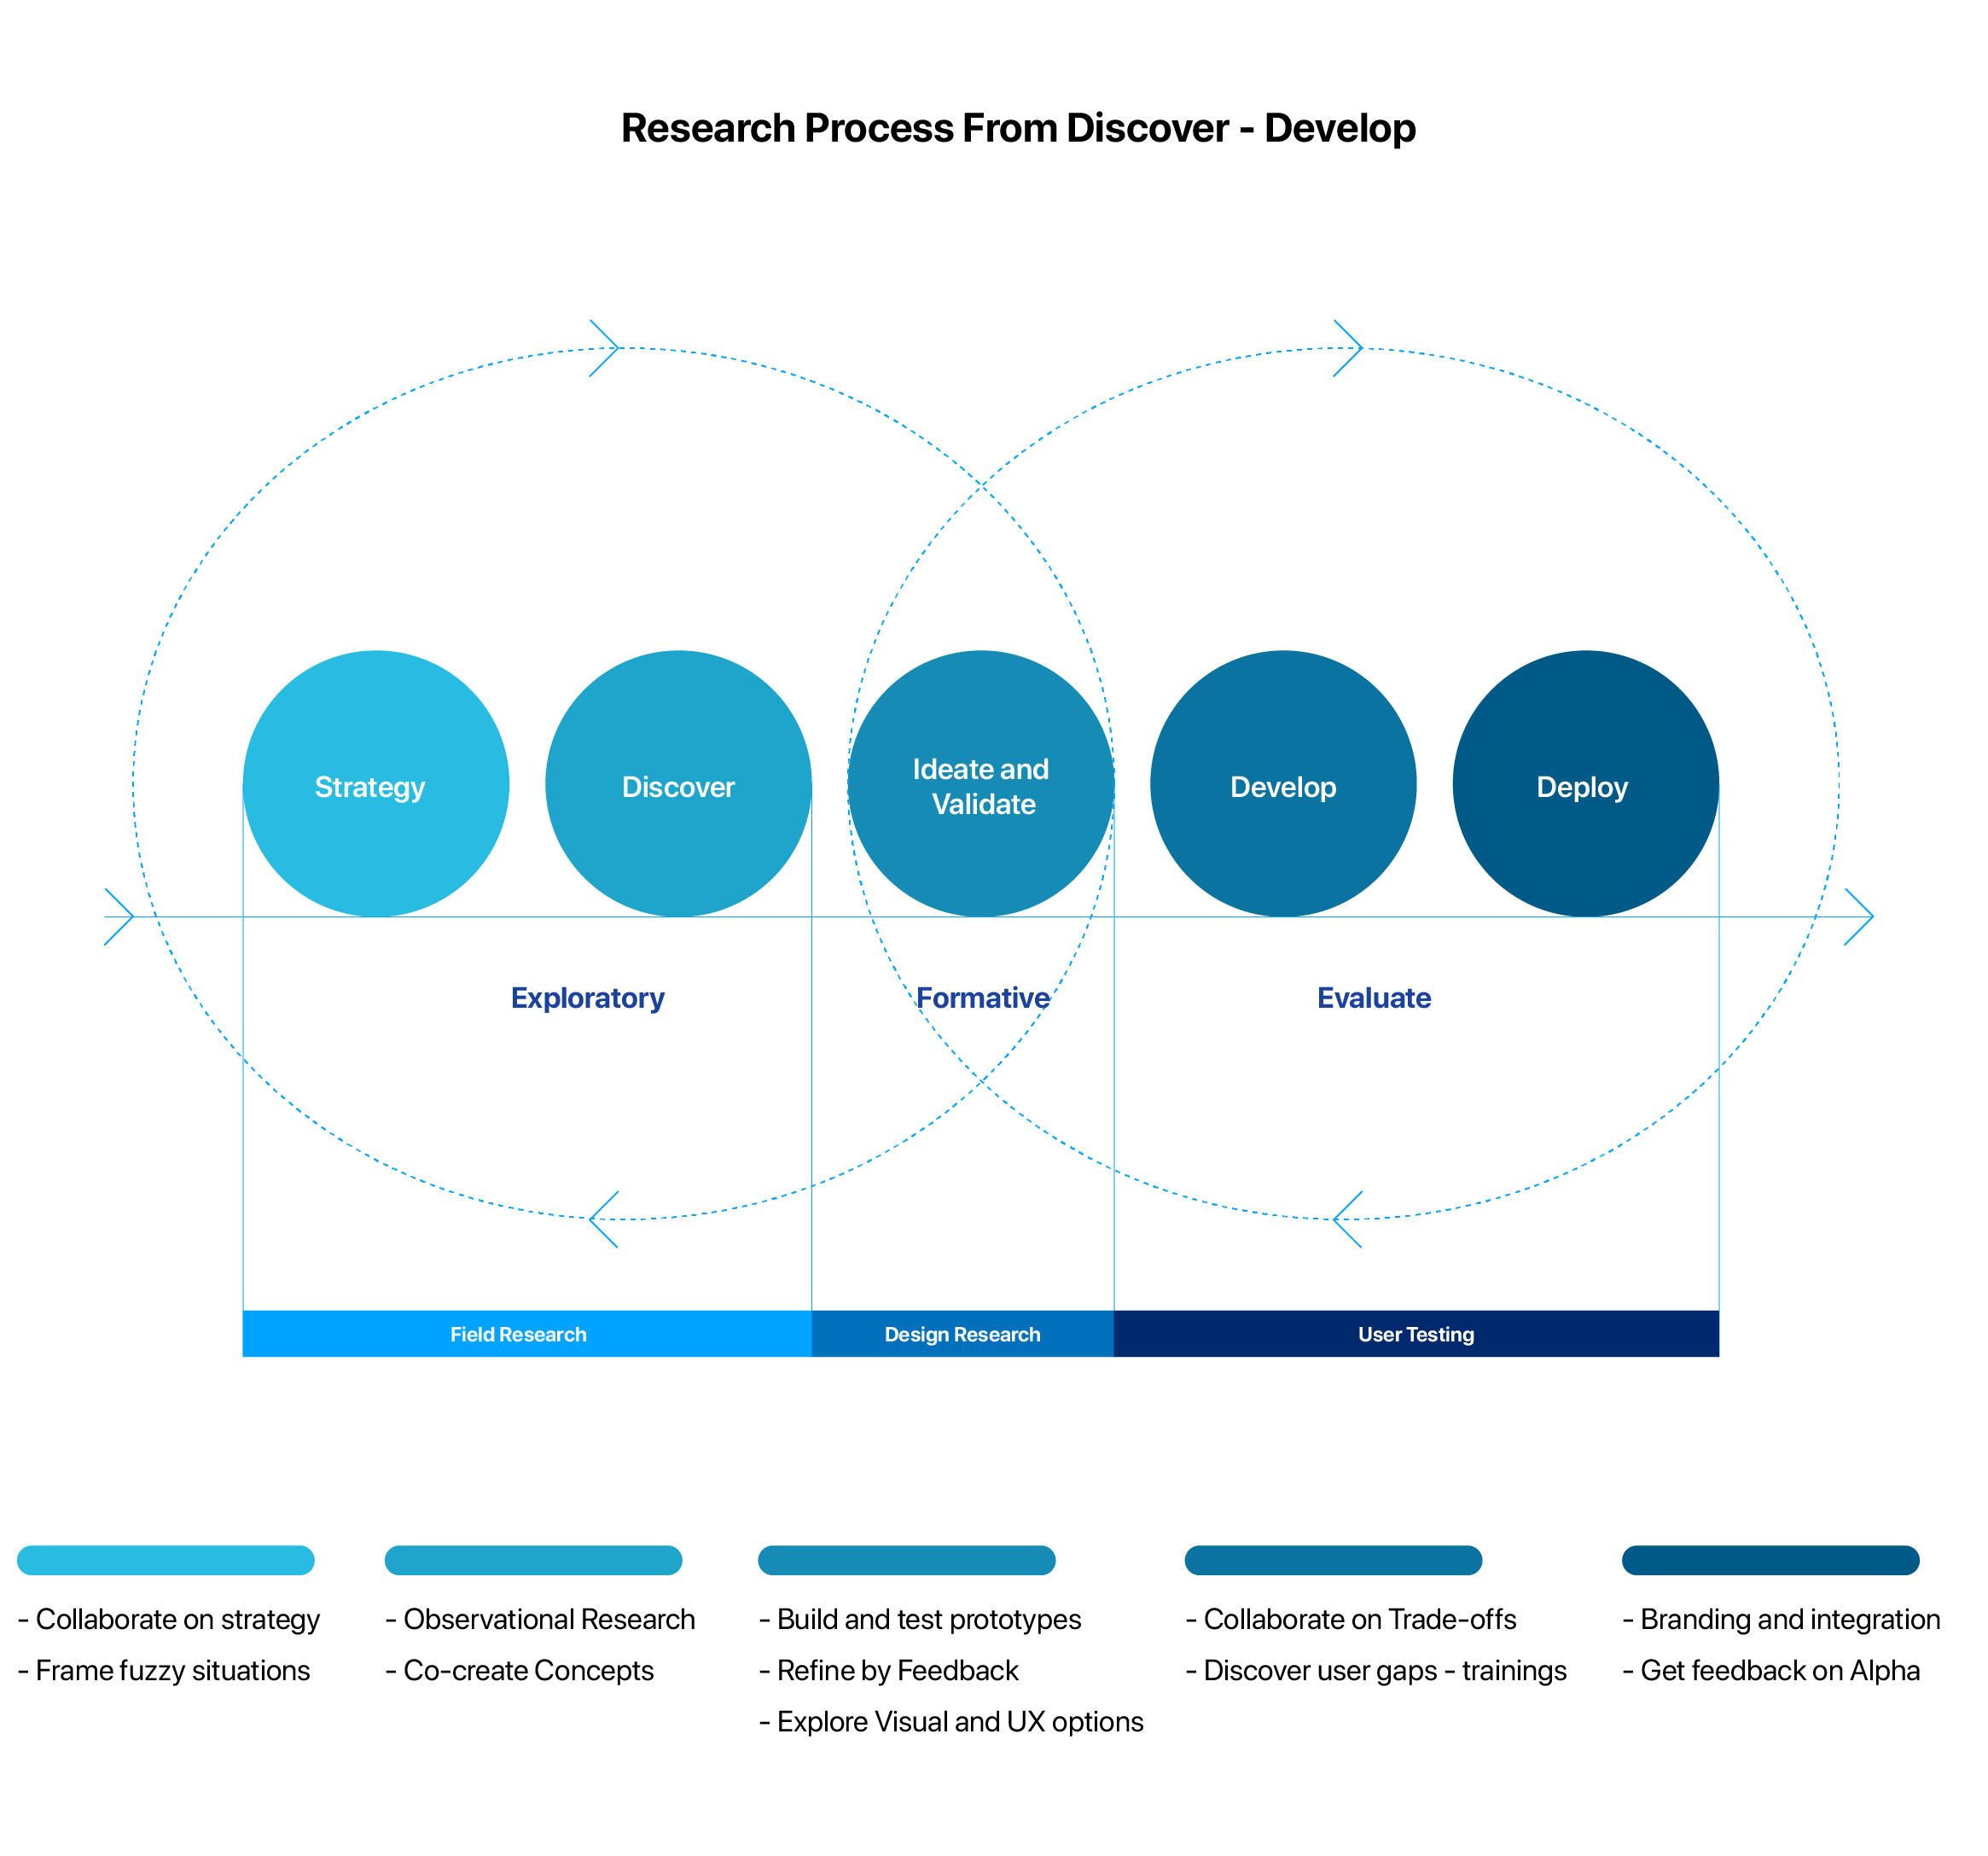 Research Process From Discover - Develop
Strategy
Discover
Ideate and
Validate
Develop
Deploy
Exploratory
Formative
Evaluate
Field Research
Design Research
User Testing
- Collaborate on strategy
- Frame fuzzy situations
- Observational Research
- Co-create Concepts
- Build and test prototypes
- Refine by Feedback
- Explore Visual and UX options
- Collaborate on Trade-offs
- Discover user gaps - trainings
- Branding and integration
- Get feedback on Alpha